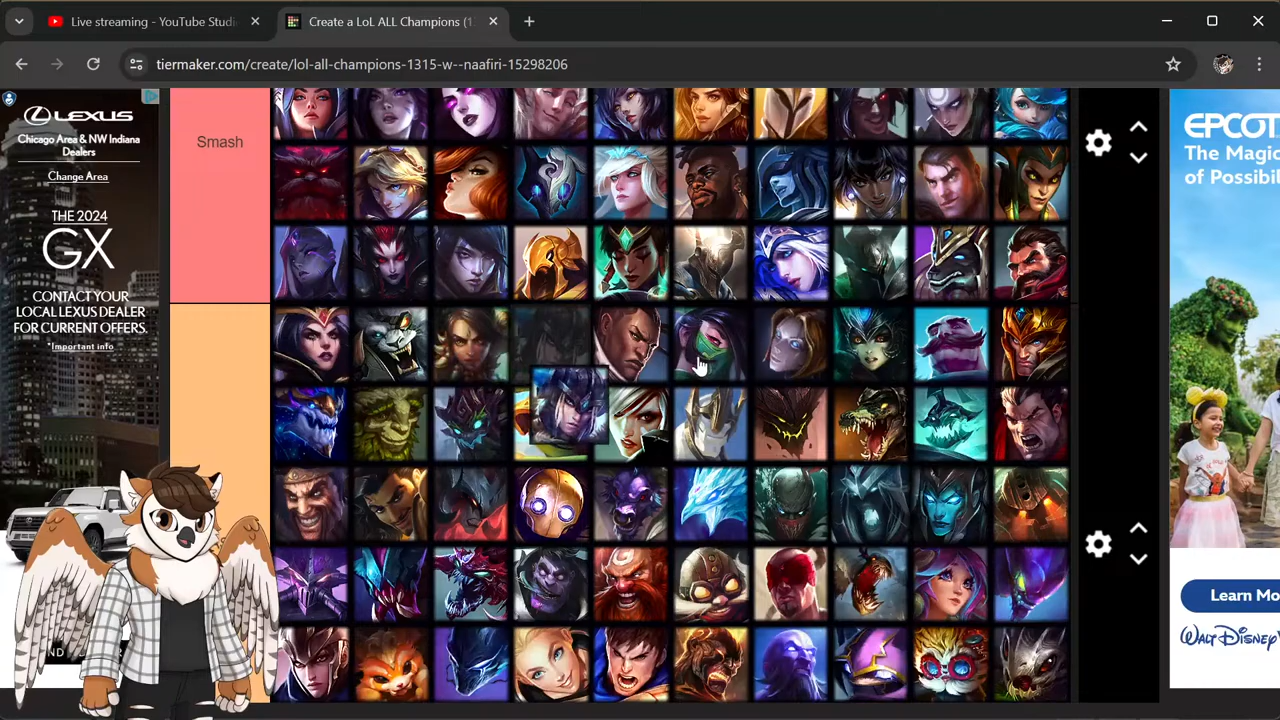 Live streaming - YouTube Studi
Create a LoL ALL Champions (1
tiermaker.com/create/lol-all-champions-1315-w--naafiri-15298206
LEXUS
Chicago Area & NW Indiana
Dealers
Change Area
THE 2024
GX
CONTACT YOUR
LOCAL LEXUS DEALER
FOR CURRENT OFFERS.
*Important info
Smash
EPCOT
The Magic
of Possibil
Learn Mo
WALT DISNEY